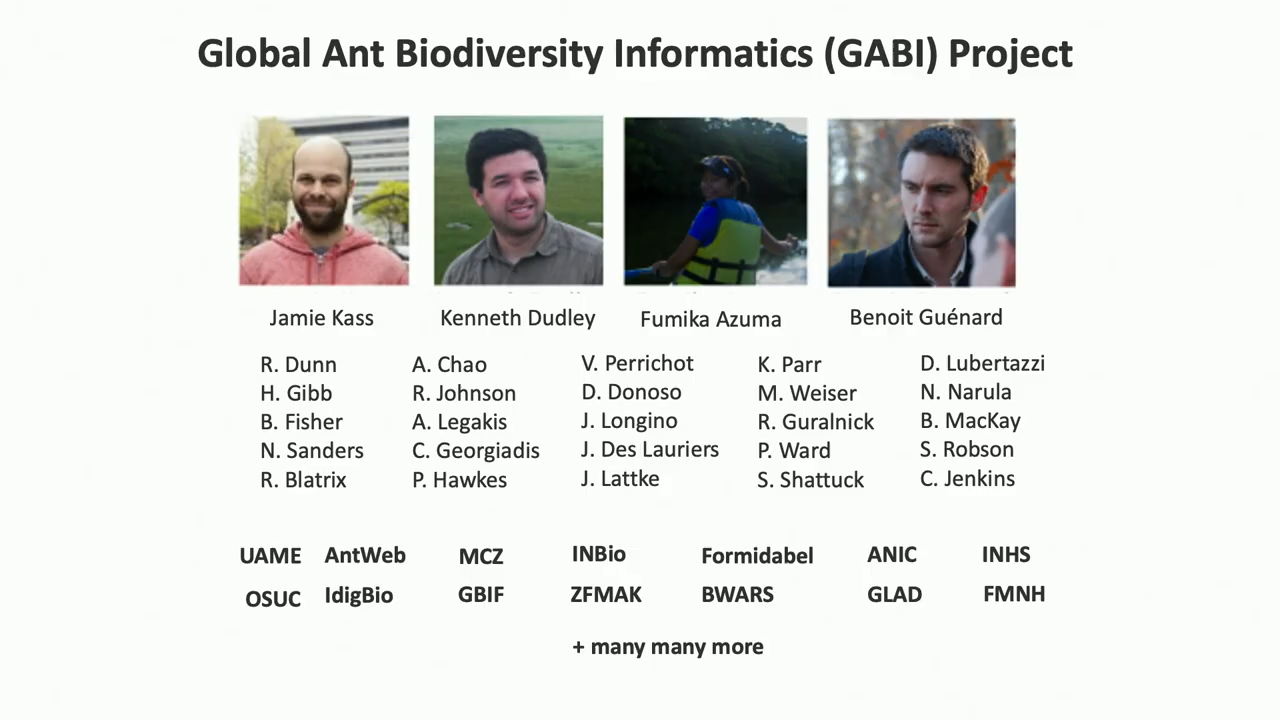 Global Ant Biodiversity Informatics (GABI) Project
Jamie Kass Kenneth Dudley Fumika Azuma Benoit Guénard
R. Dunn A. Chao V. Perrichot K. Parr D. Lubertazzi
H. Gibb R. Johnson D. Donoso M. Weiser N. Narula
B. Fisher A. Legakis J. Longino R. Guralnick B. MacKay
N. Sanders C. Georgiadis J. Des Lauriers P. Ward S. Robson
R. Blatrix P. Hawkes J. Lattke S. Shattuck C. Jenkins
UAME AntWeb MCZ INBio Formidabel ANIC INHS
OSUC IdigBio GBIF ZFMAK BWARS GLAD FMNH
+ many many more